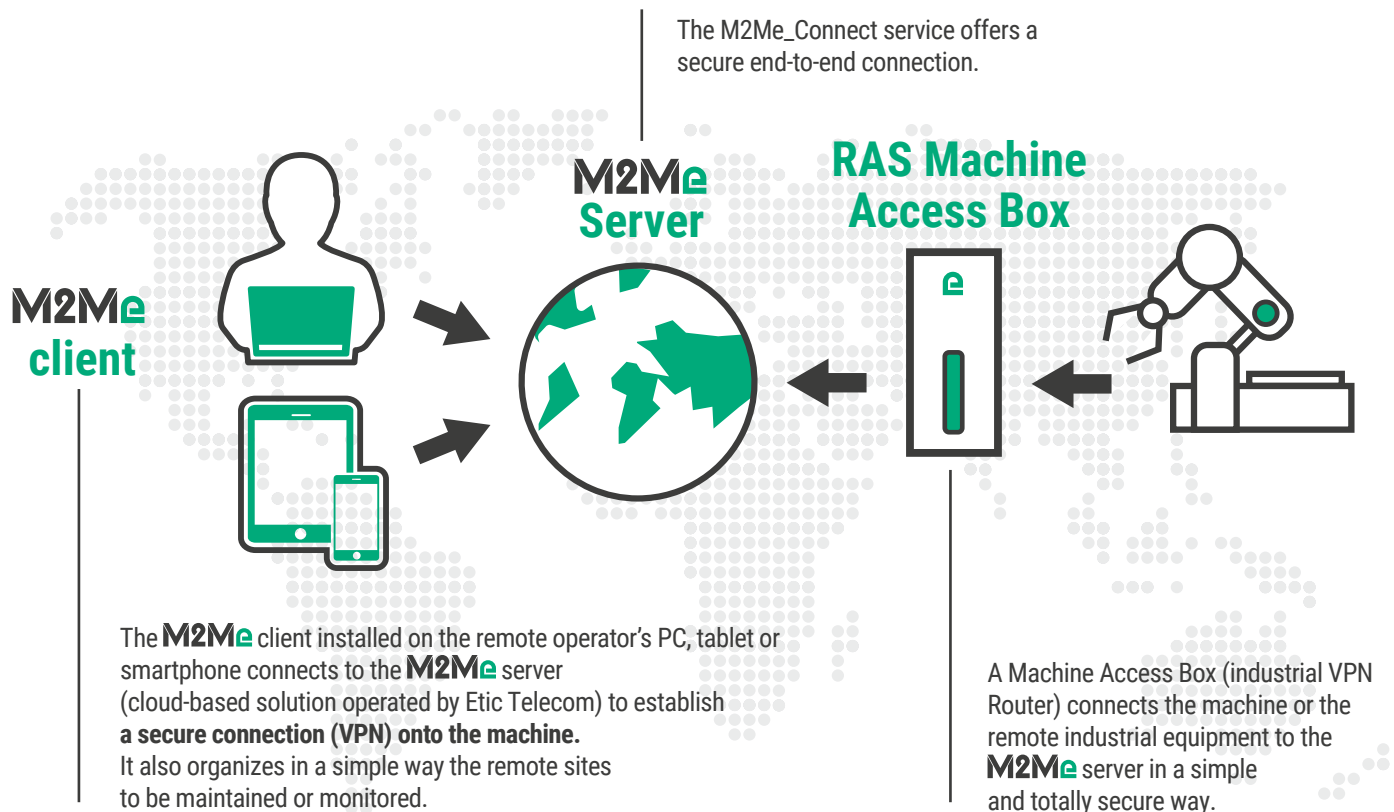 The M2Me_Connect service offers a
secure end-to-end connection.
M2Me
Server
RAS Machine
Access Box
e
M2Me
client
The M2Me client installed on the remote operator's PC, tablet or
smartphone connects to the M2Me server
(cloud-based solution operated by Etic Telecom) to establish
a secure connection (VPN) onto the machine.
It also organizes in a simple way the remote sites
to be maintained or monitored.
A Machine Access Box (industrial VPN
Router) connects the machine or the
remote industrial equipment to the
M2Me server in a simple
and totally secure way.